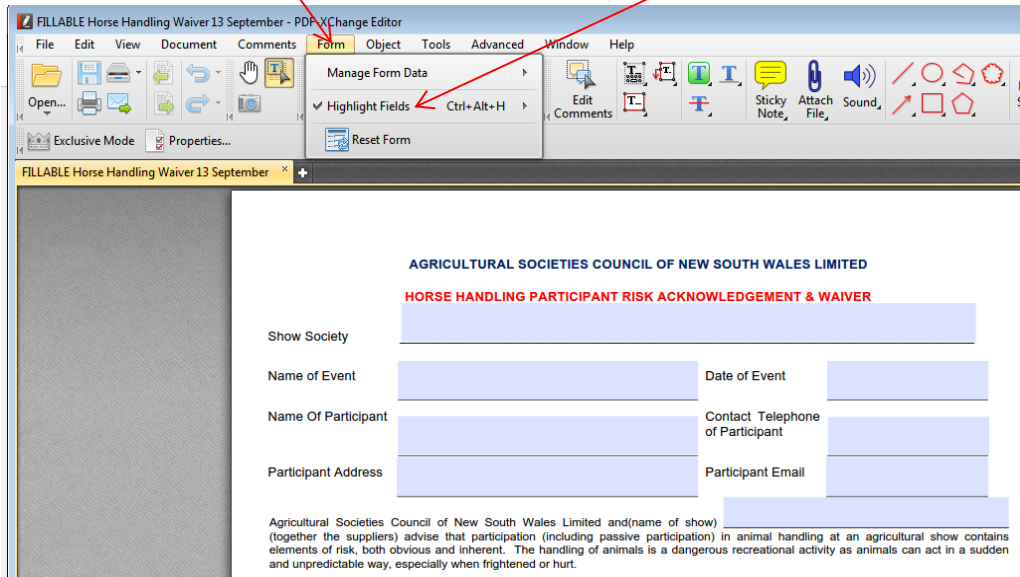 FILLABLE Horse Handling Waiver 13 September - PDF-XChange Editor
File Edit View Document Comments Form Object Tools Advanced Window Help
Manage Form Data
Highlight Fields Ctrl+Alt+H
Reset Form
Open...
Edit Comments
Sticky Note
Attach File
Sound
Exclusive Mode Properties...
FILLABLE Horse Handling Waiver 13 September
AGRICULTURAL SOCIETIES COUNCIL OF NEW SOUTH WALES LIMITED
HORSE HANDLING PARTICIPANT RISK ACKNOWLEDGEMENT & WAIVER
Show Society
Name of Event Date of Event
Name Of Participant Contact Telephone
of Participant
Participant Address Participant Email
Agricultural Societies Council of New South Wales Limited and(name of show)
(together the suppliers) advise that participation (including passive participation) in animal handling at an agricultural show contains
elements of risk, both obvious and inherent. The handling of animals is a dangerous recreational activity as animals can act in a sudden
and unpredictable way, especially when frightened or hurt.